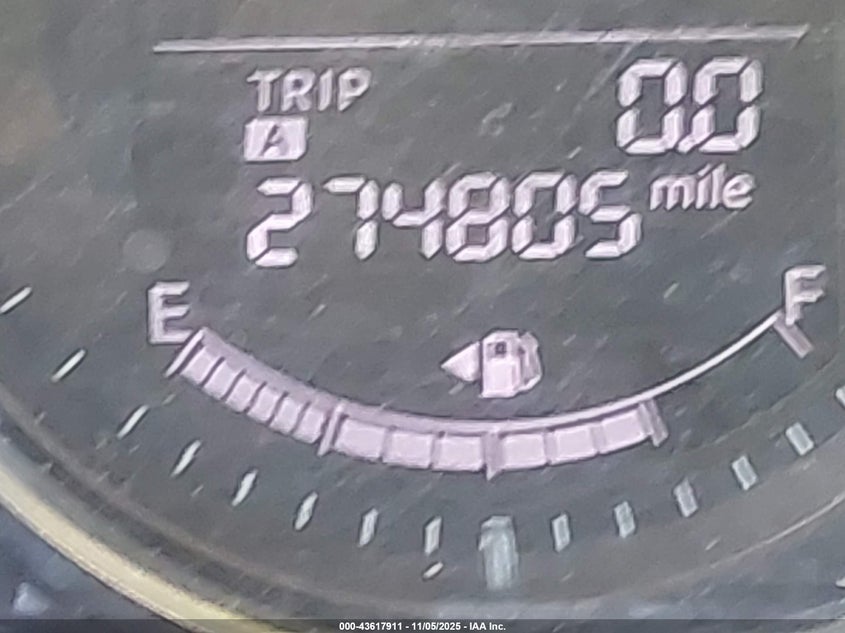 TRIP 0.0
A
274805 mile
E F
000-43617911 - 11/05/2025 - IAA Inc.